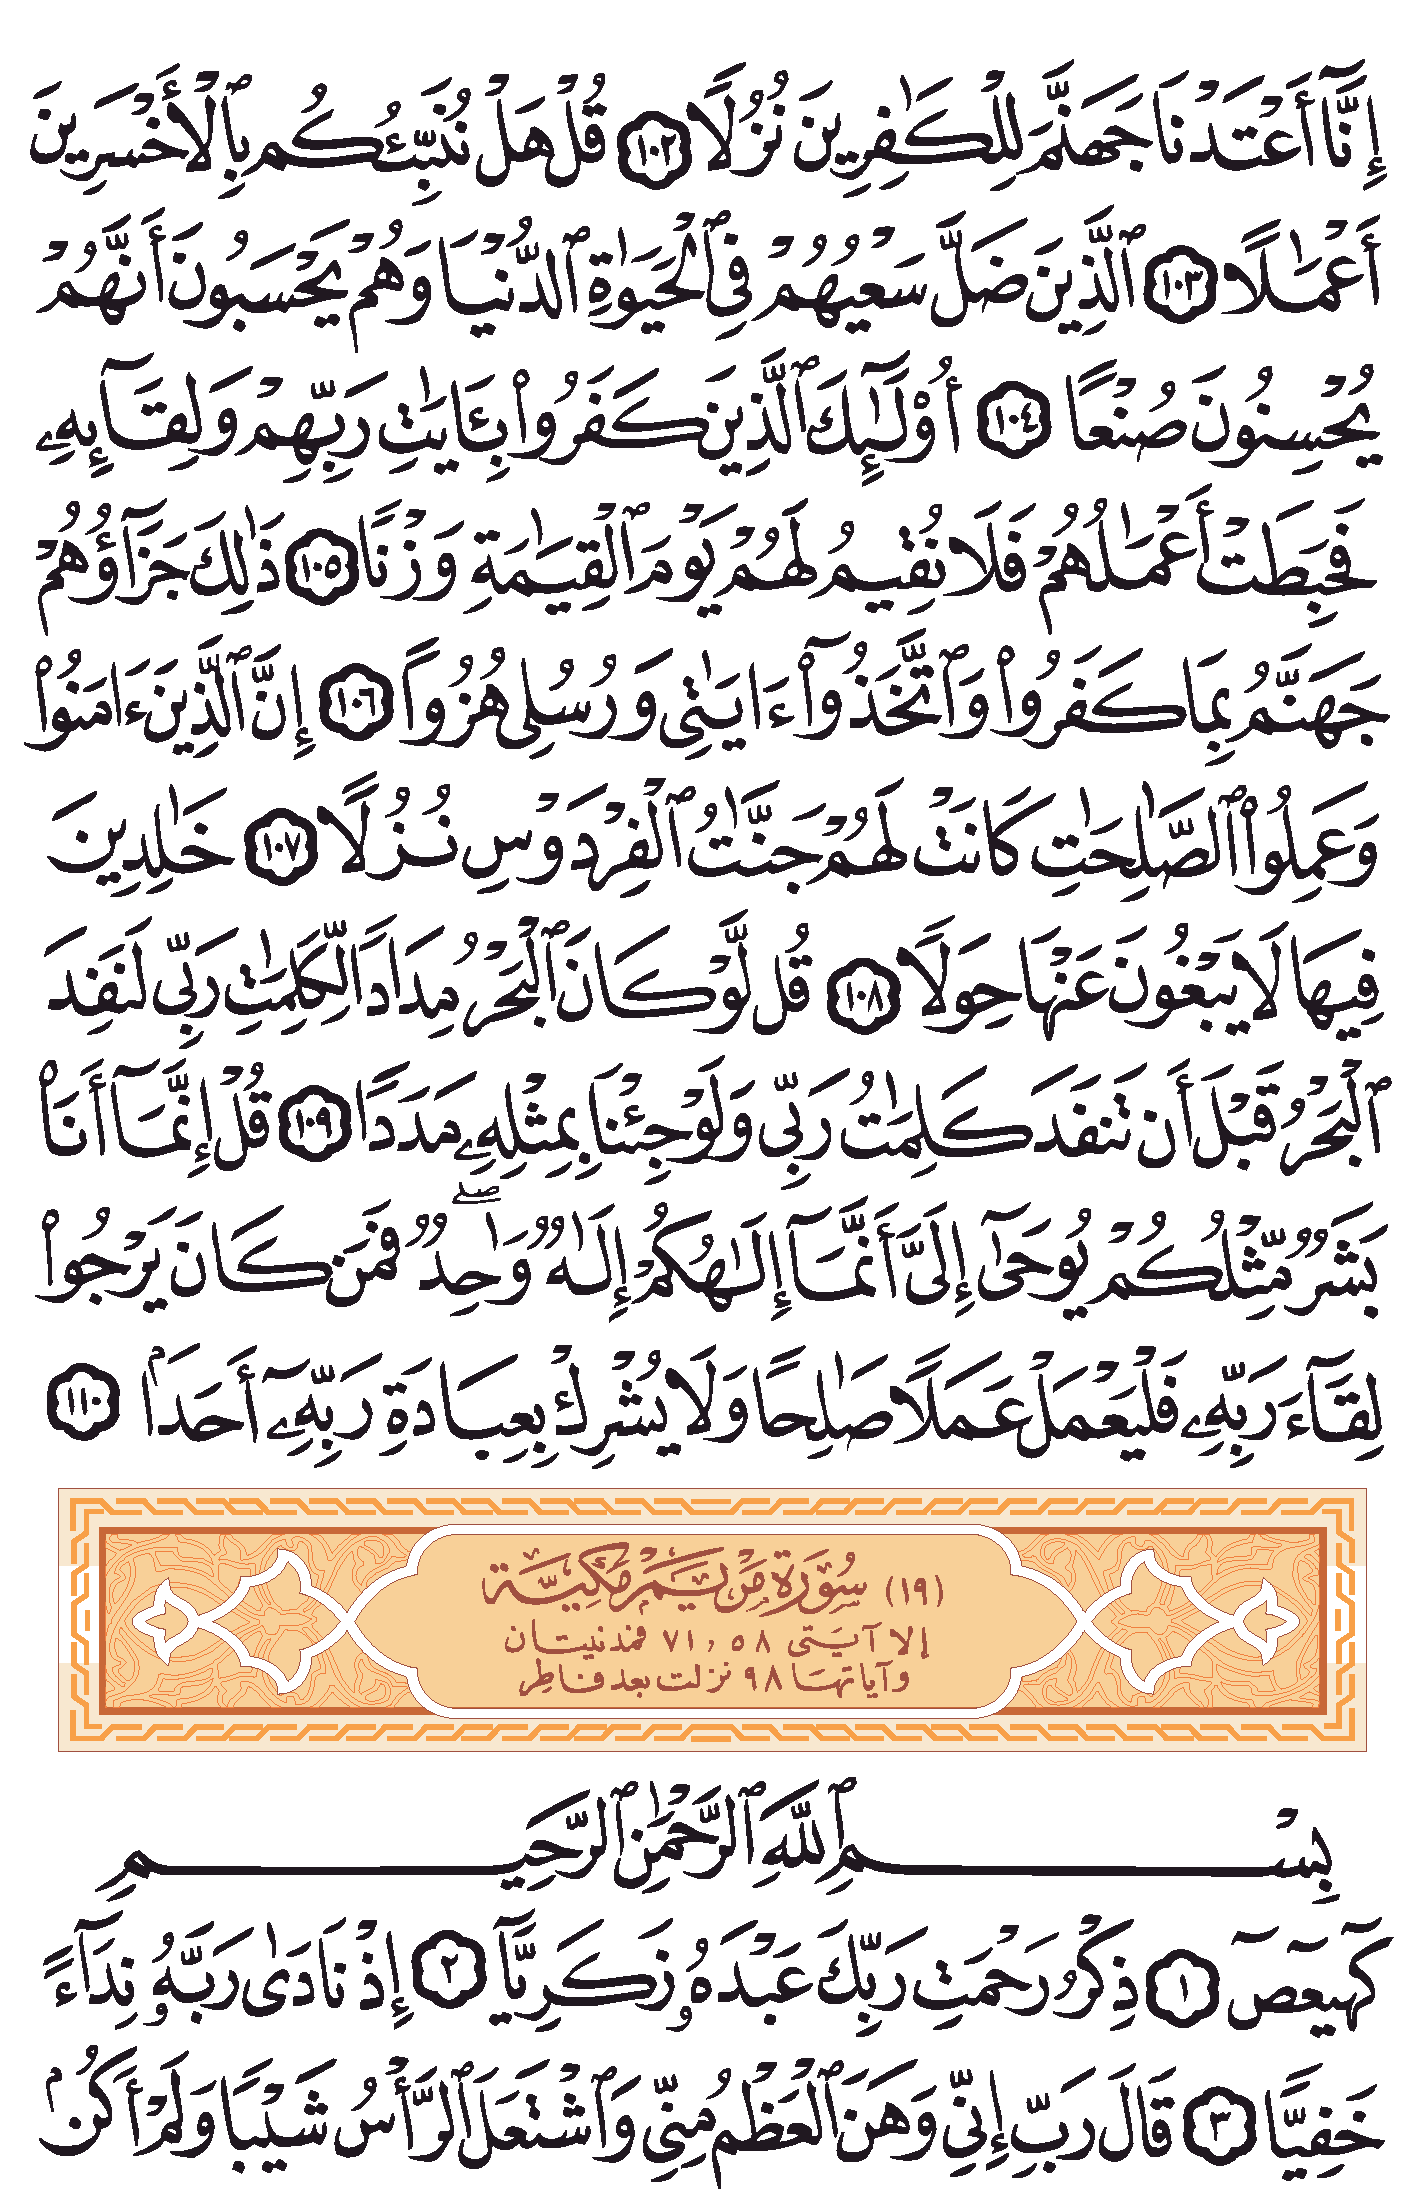 إِنَّآ أَعْتَدْنَا جَهَنَّمَ لِلْكَٰفِرِينَ نُزُلًا ١٠٢ قُلْ هَلْ نُنَبِّئُكُم بِٱلْأَخْسَرِينَ
أَعْمَٰلًا ١٠٣ ٱلَّذِينَ ضَلَّ سَعْيُهُمْ فِى ٱلْحَيَوٰةِ ٱلدُّنْيَا وَهُمْ يَحْسَبُونَ أَنَّهُمْ
يُحْسِنُونَ صُنْعًا ١٠٤ أُو۟لَٰٓئِكَ ٱلَّذِينَ كَفَرُوا۟ بِـَٔايَٰتِ رَبِّهِمْ وَلِقَآئِهِۦ
فَحَبِطَتْ أَعْمَٰلُهُمْ فَلَا نُقِيمُ لَهُمْ يَوْمَ ٱلْقِيَٰمَةِ وَزْنًا ١٠٥ ذَٰلِكَ جَزَآؤُهُمْ
جَهَنَّمُ بِمَا كَفَرُوا۟ وَٱتَّخَذُوٓا۟ ءَايَٰتِى وَرُسُلِى هُزُوًا ١٠٦ إِنَّ ٱلَّذِينَ ءَامَنُوا۟
وَعَمِلُوا۟ ٱلصَّٰلِحَٰتِ كَانَتْ لَهُمْ جَنَّٰتُ ٱلْفِرْدَوْسِ نُزُلًا ١٠٧ خَٰلِدِينَ
فِيهَا لَا يَبْغُونَ عَنْهَا حِوَلًا ١٠٨ قُل لَّوْ كَانَ ٱلْبَحْرُ مِدَادًا لِّكَلِمَٰتِ رَبِّى لَنَفِدَ
ٱلْبَحْرُ قَبْلَ أَن تَنفَدَ كَلِمَٰتُ رَبِّى وَلَوْ جِئْنَا بِمِثْلِهِۦ مَدَدًا ١٠٩ قُلْ إِنَّمَآ أَنَا۠
بَشَرٌ مِّثْلُكُمْ يُوحَىٰٓ إِلَىَّ أَنَّمَآ إِلَٰهُكُمْ إِلَٰهٌ وَٰحِدٌ ۖ فَمَن كَانَ يَرْجُوا۟
لِقَآءَ رَبِّهِۦ فَلْيَعْمَلْ عَمَلًا صَٰلِحًا وَلَا يُشْرِكْ بِعِبَادَةِ رَبِّهِۦٓ أَحَدَۢا ١١٠
(١٩) سُورَة مَرْيَم مَكِيَّة
إلا آيتى ٥٨ , ٧١ فمدنيتان
وآياتها ٩٨ نزلت بعد فاطر
بِسْمِ ٱللَّهِ ٱلرَّحْمَٰنِ ٱلرَّحِيمِ
كٓهيعٓصٓ ١ ذِكْرُ رَحْمَتِ رَبِّكَ عَبْدَهُۥ زَكَرِيَّآ ٢ إِذْ نَادَىٰ رَبَّهُۥ نِدَآءً
خَفِيًّا ٣ قَالَ رَبِّ إِنِّى وَهَنَ ٱلْعَظْمُ مِنِّى وَٱشْتَعَلَ ٱلرَّأْسُ شَيْبًا وَلَمْ أَكُنۢ